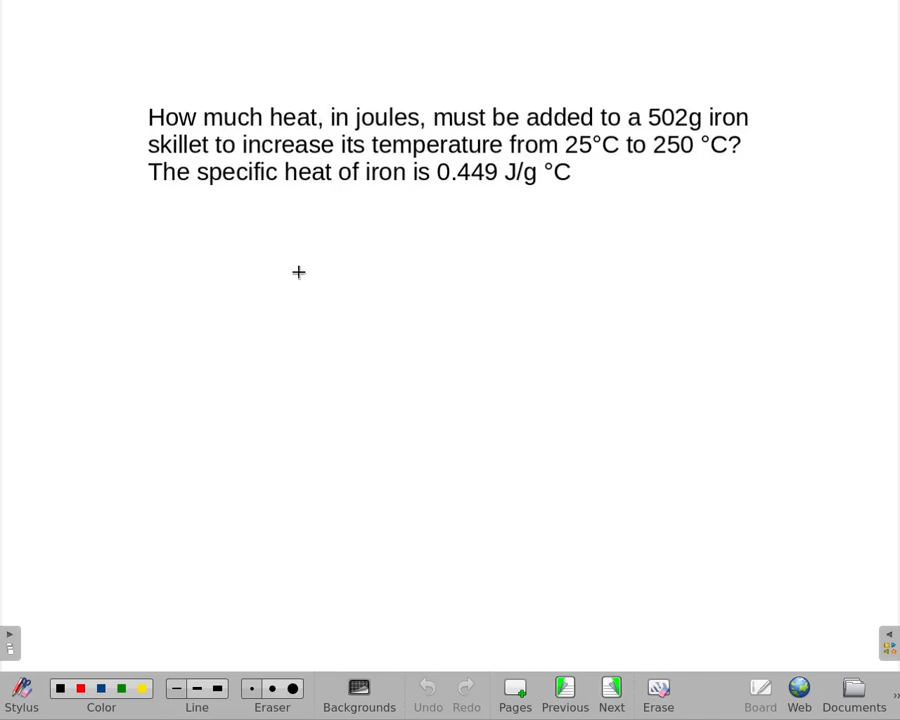 How much heat, in joules, must be added to a 502g iron
skillet to increase its temperature from 25°C to 250 °C?
The specific heat of iron is 0.449 J/g °C
Stylus
Color
Line
Eraser
Backgrounds
Undo
Redo
Pages
Previous
Next
Erase
Board
Web
Documents